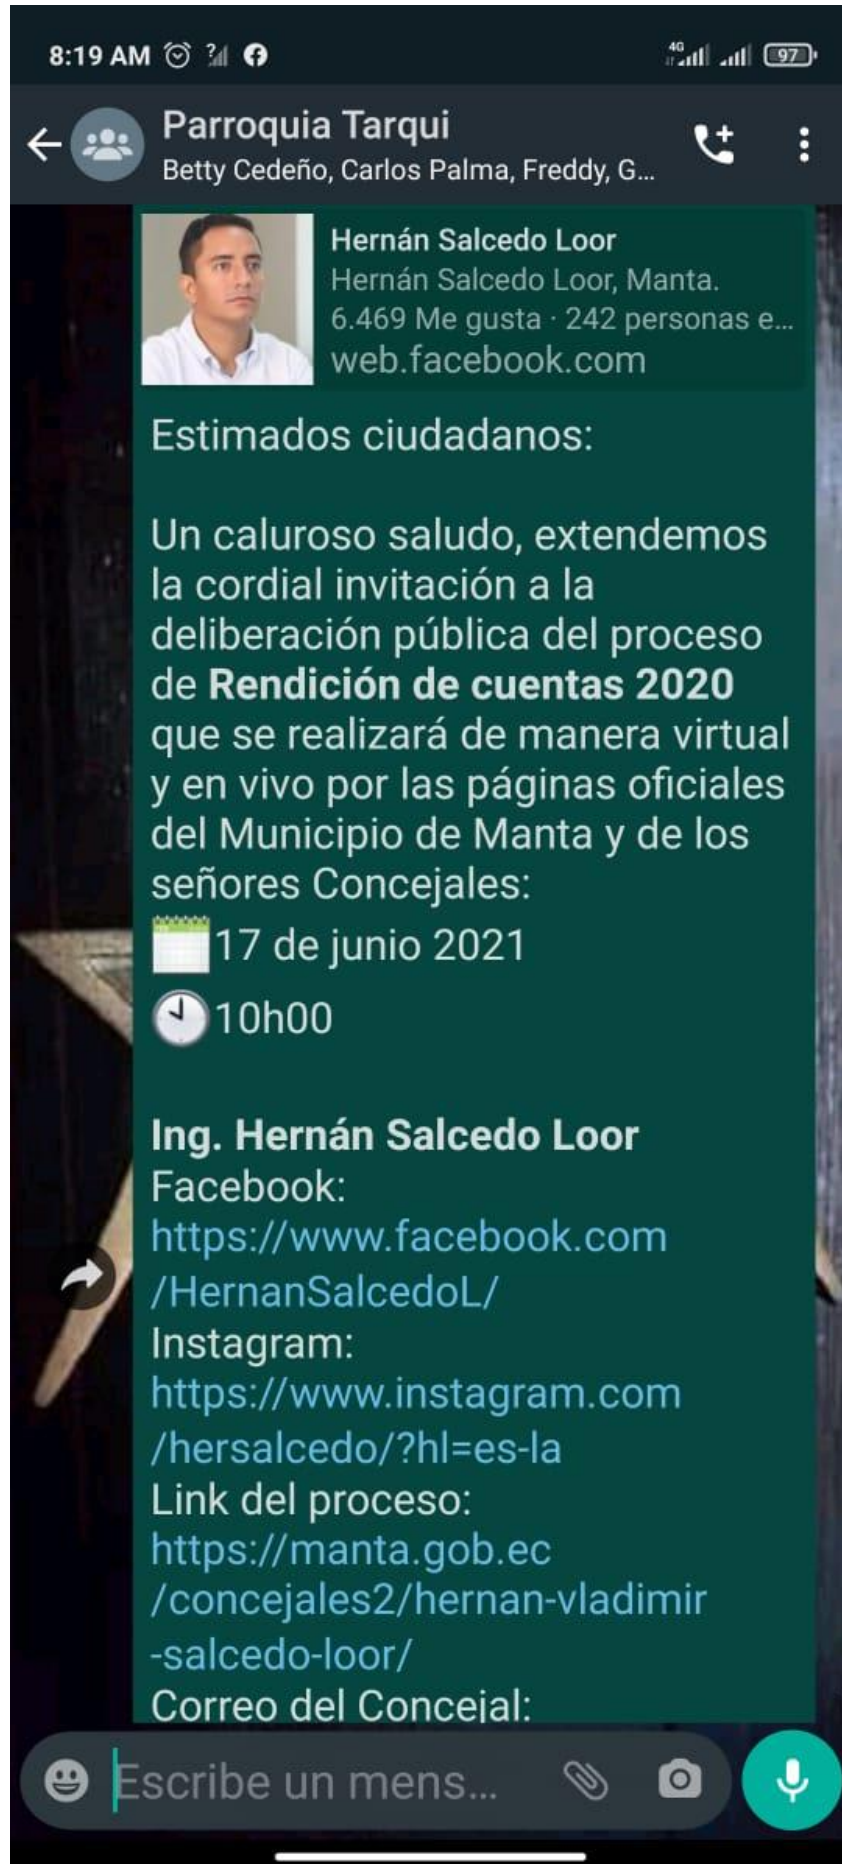 8:19 AM
4G
97
Parroquia Tarqui
Betty Cedeño, Carlos Palma, Freddy, G...
Hernán Salcedo Loor
Hernán Salcedo Loor, Manta.
6.469 Me gusta · 242 personas e...
web.facebook.com
Estimados ciudadanos:
Un caluroso saludo, extendemos
la cordial invitación a la
deliberación pública del proceso
de Rendición de cuentas 2020
que se realizará de manera virtual
y en vivo por las páginas oficiales
del Municipio de Manta y de los
señores Concejales:
17 de junio 2021
10h00
Ing. Hernán Salcedo Loor
Facebook:
https://www.facebook.com
/HernanSalcedoL/
Instagram:
https://www.instagram.com
/hersalcedo/?hl=es-la
Link del proceso:
https://manta.gob.ec
/concejales2/hernan-vladimir
-salcedo-loor/
Correo del Concejal:
Escribe un mens...